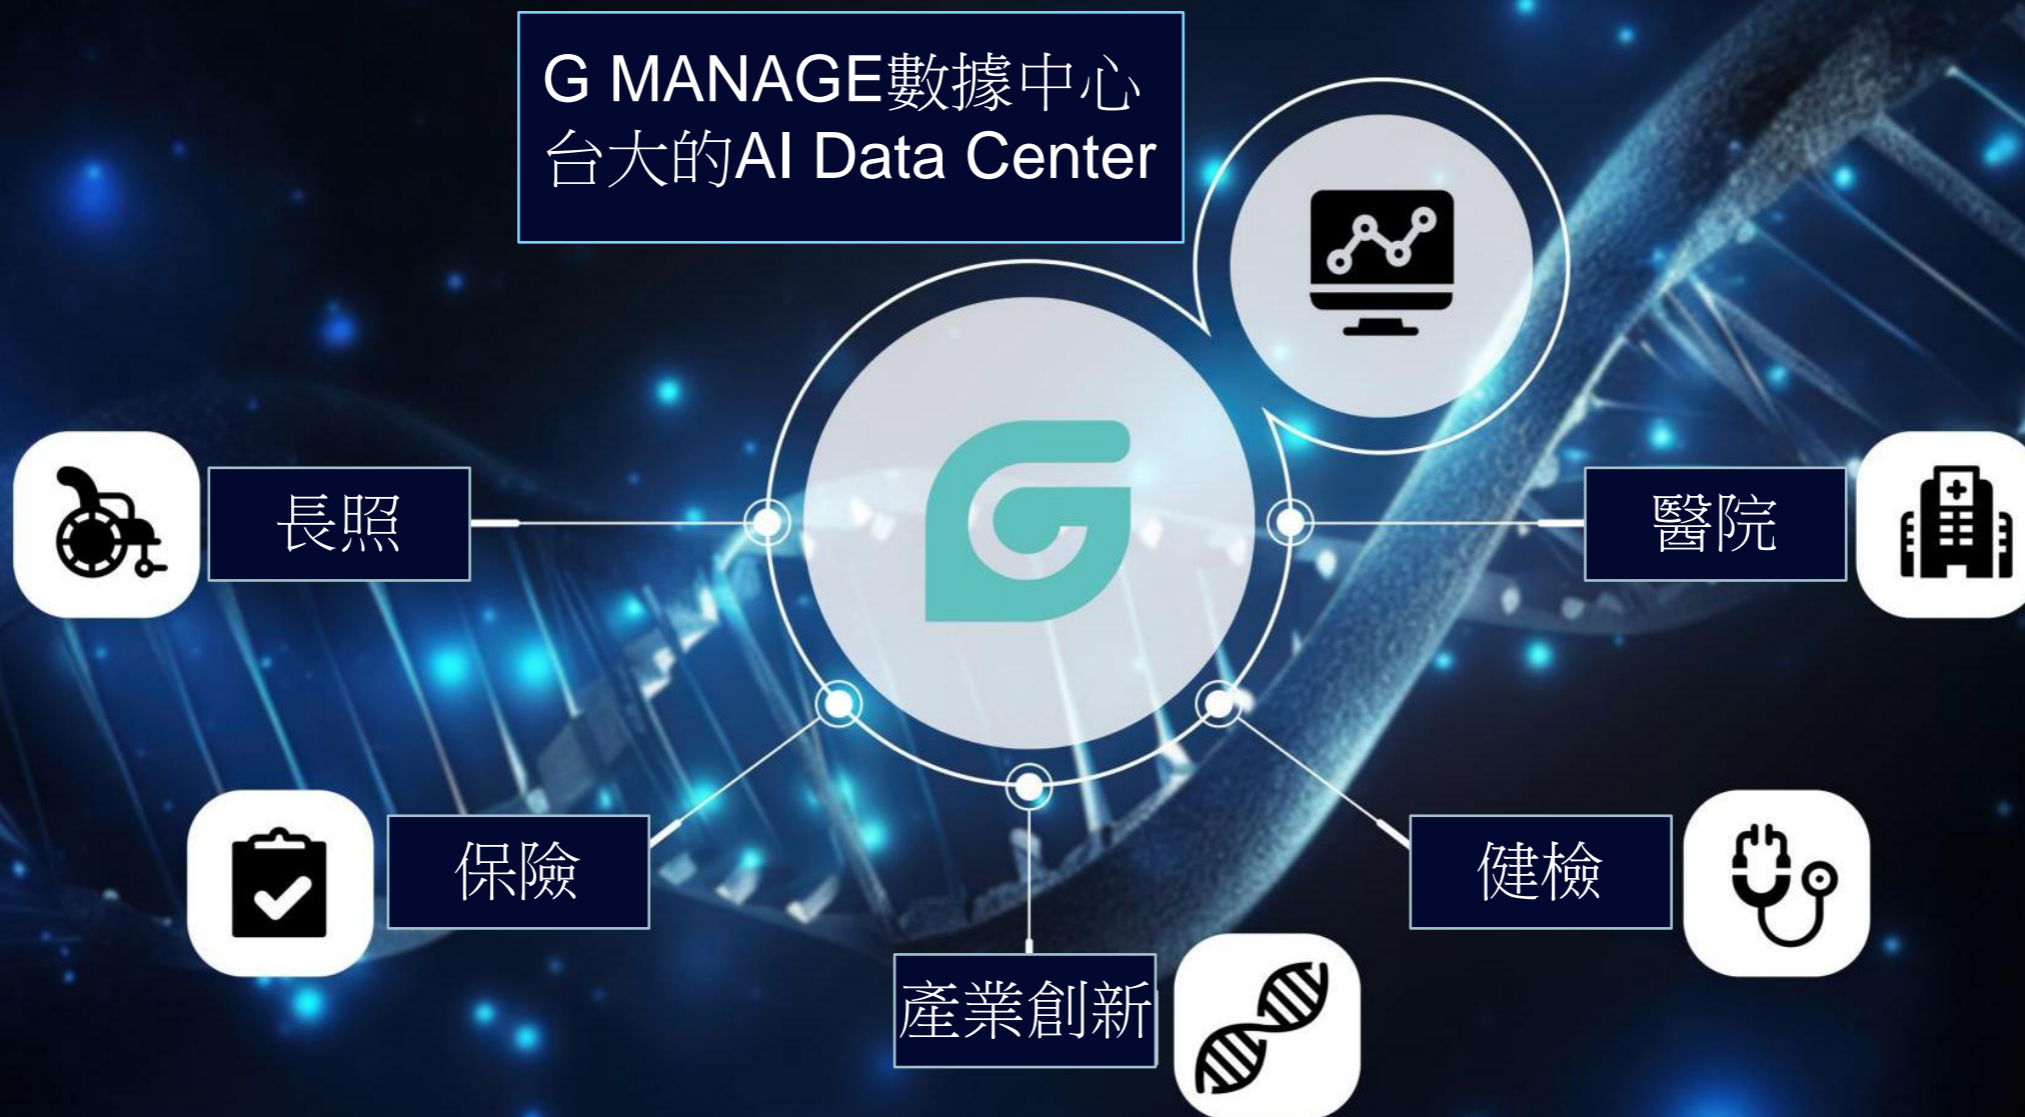 G MANAGE數據中心
台大的AI Data Center
長照
醫院
保險
健檢
產業創新